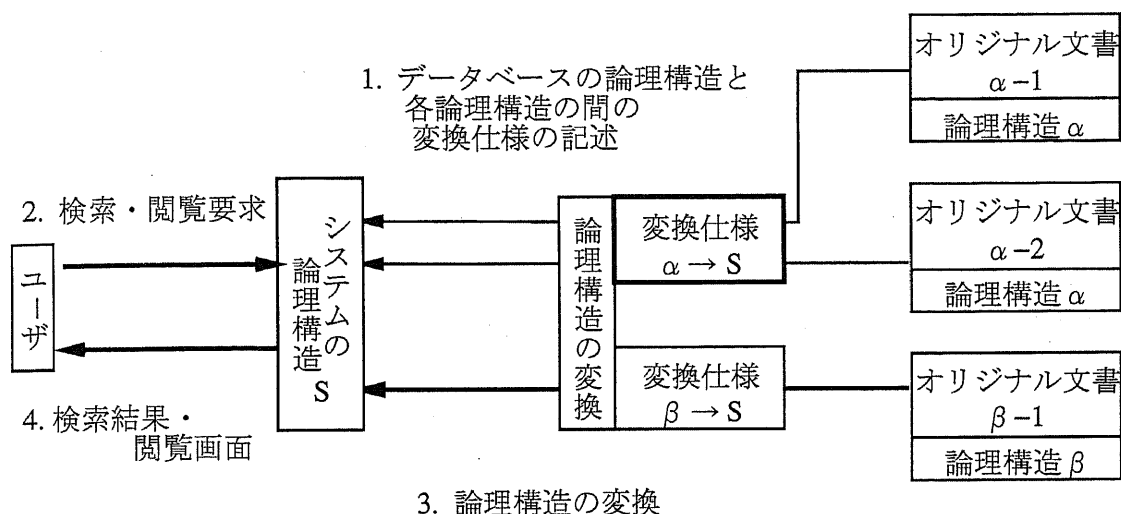 1. データベースの論理構造と
各論理構造の間の
変換仕様の記述
2. 検索・閲覧要求
ユーザ
4. 検索結果・
閲覧画面
システムの
論理構造 S
論理構造の変換
変換仕様
α → S
変換仕様
β → S
オリジナル文書
α-1
論理構造 α
オリジナル文書
α-2
論理構造 α
オリジナル文書
β-1
論理構造 β
3. 論理構造の変換